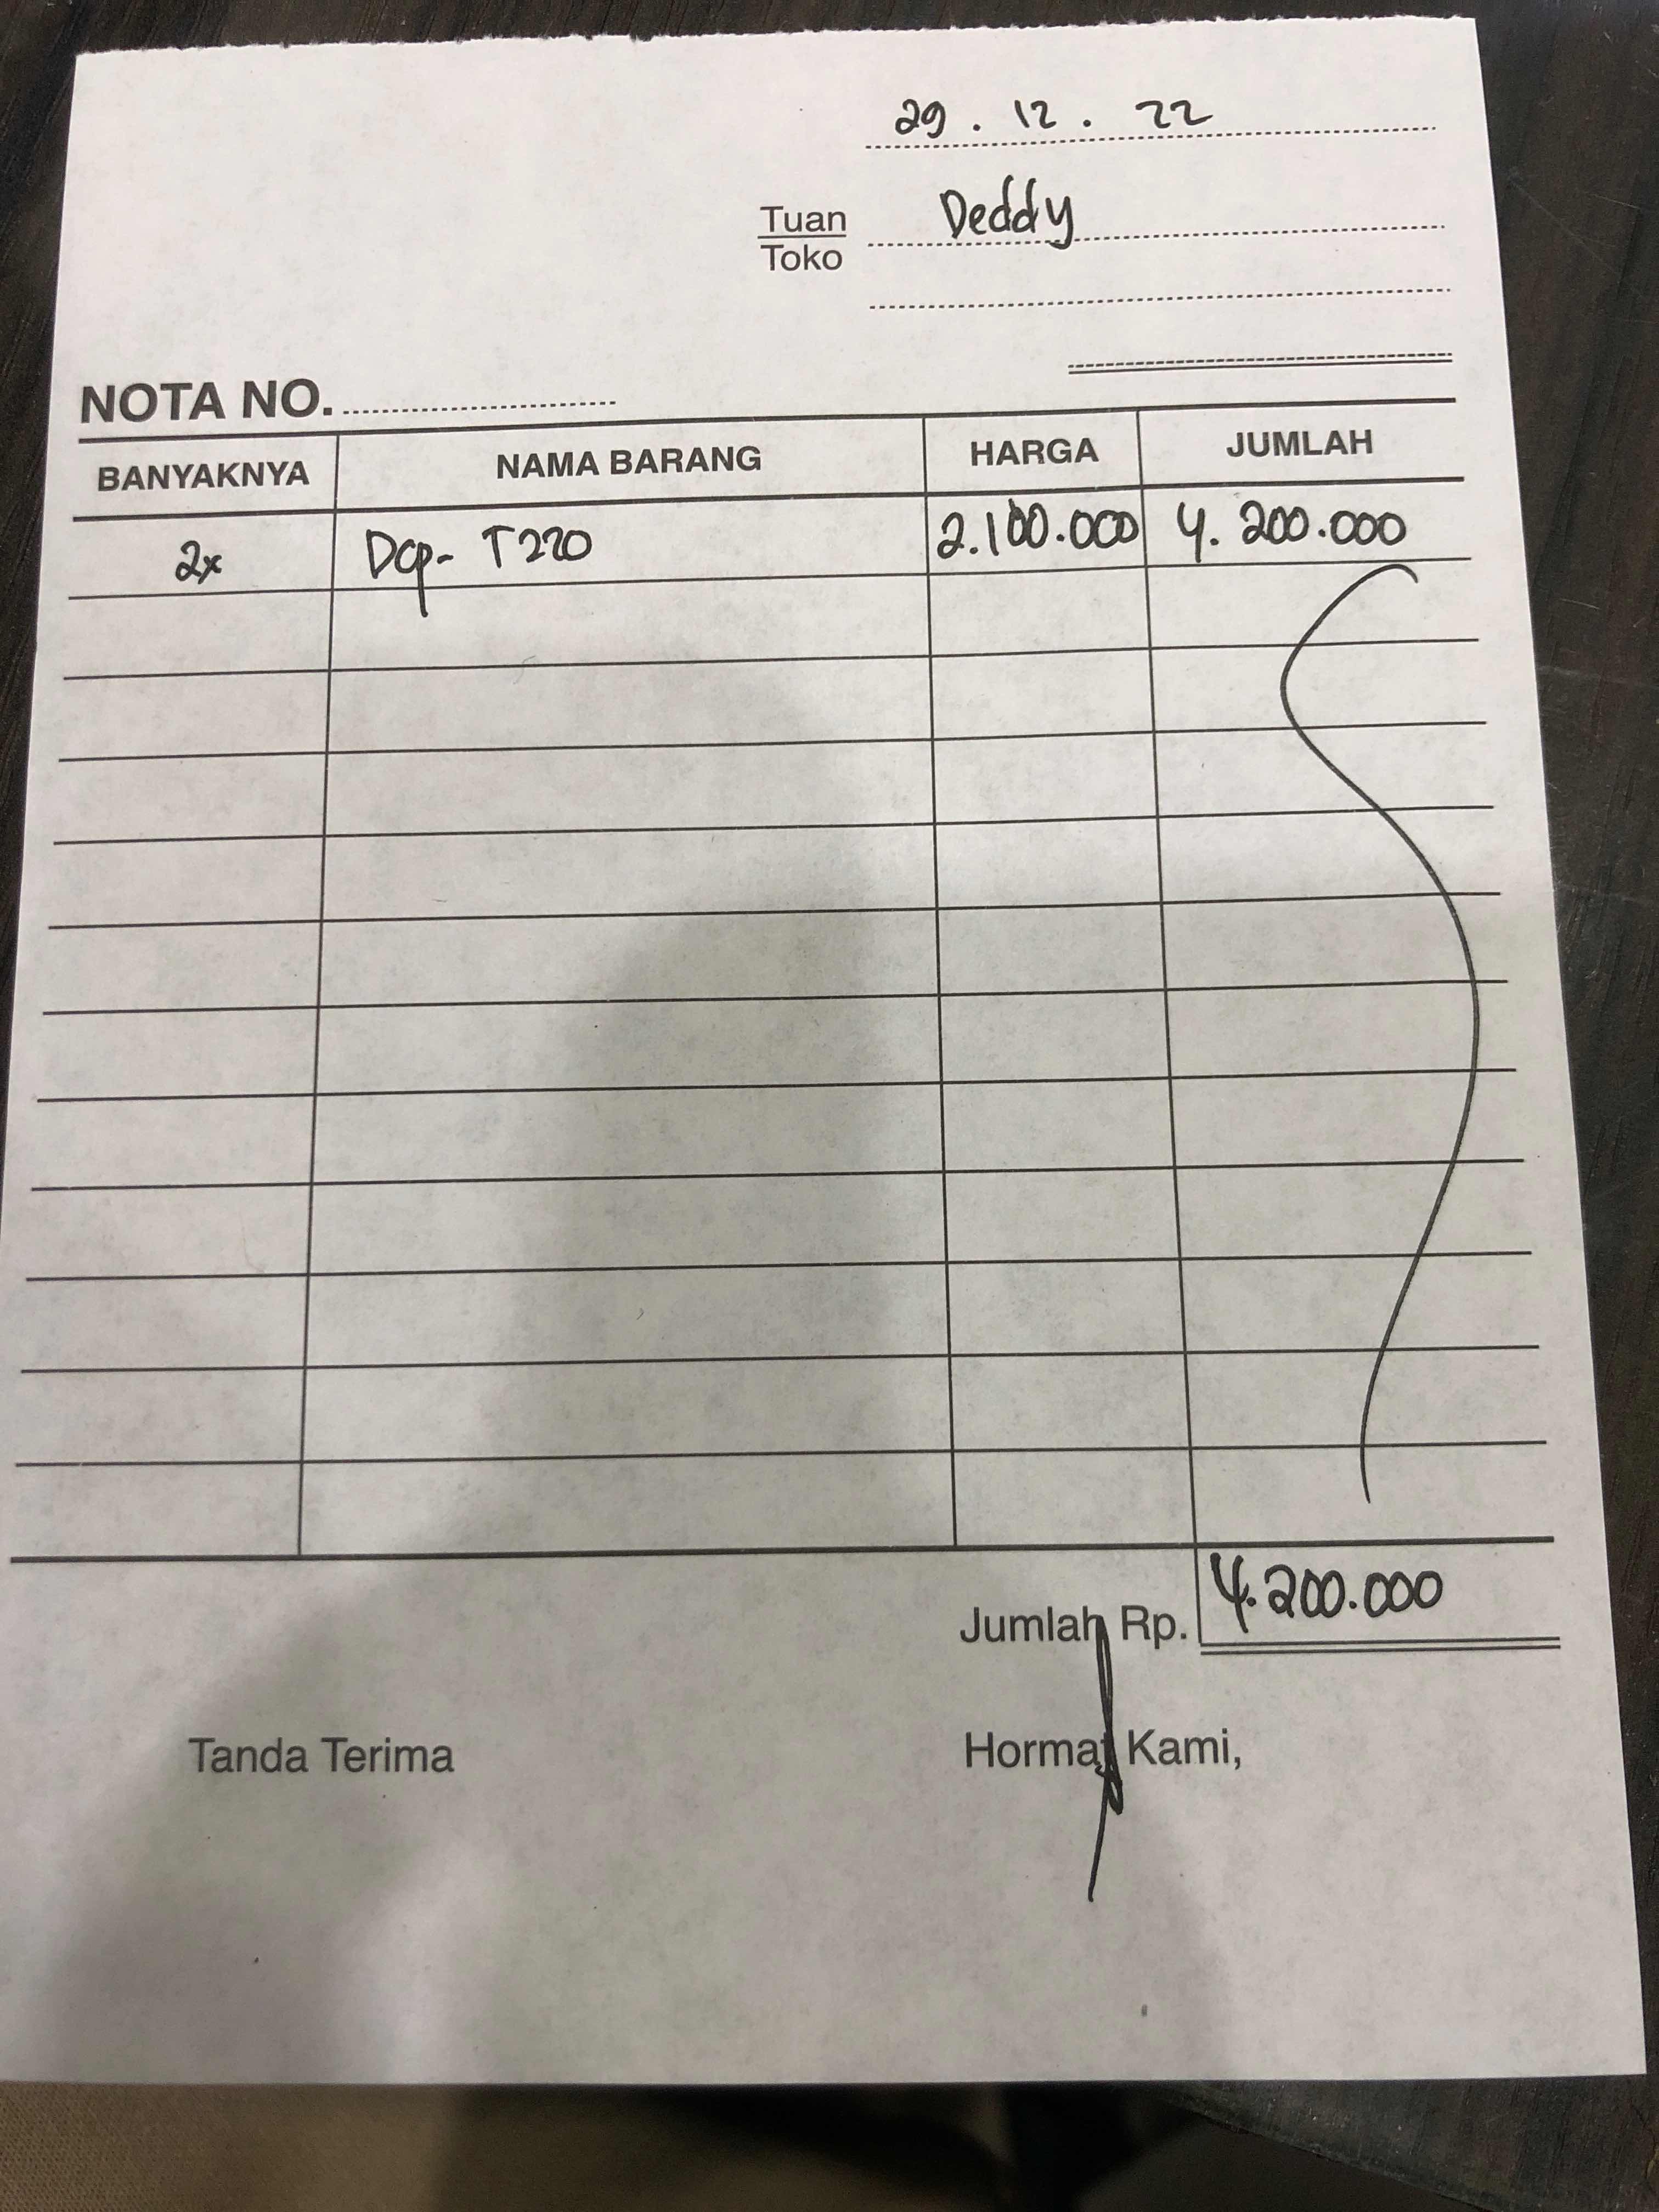 29 . 12 . 22
Tuan Deddy
Toko
NOTA NO.
BANYAKNYA NAMA BARANG HARGA JUMLAH
2x Dcp- T220 2.100.000 4.200.000
Jumlah Rp. 4.200.000
Tanda Terima Hormat Kami,